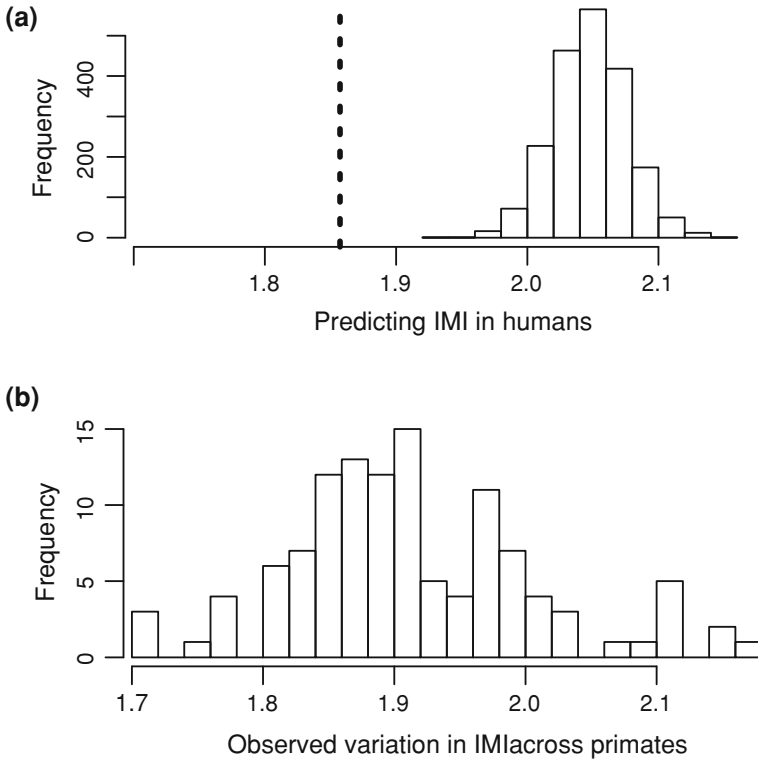 (a)
Frequency
400
200
0
1.8 1.9 2.0 2.1
Predicting IMI in humans
(b)
Frequency
15
10
5
0
1.7 1.8 1.9 2.0 2.1
Observed variation in IMIacross primates